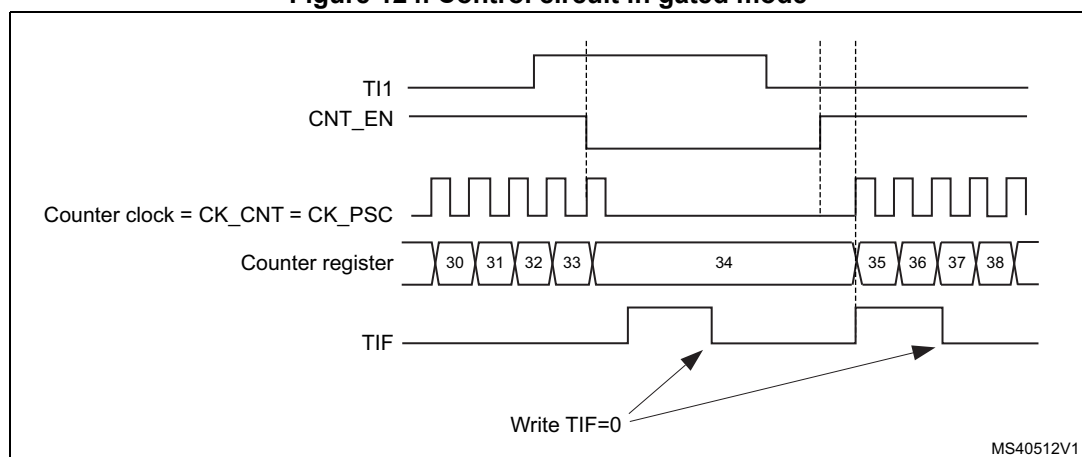 Figure 124. Control circuit in gated mode
TI1
CNT_EN
Counter clock = CK_CNT = CK_PSC
Counter register
30 31 32 33 34 35 36 37 38
TIF
Write TIF=0
MS40512V1